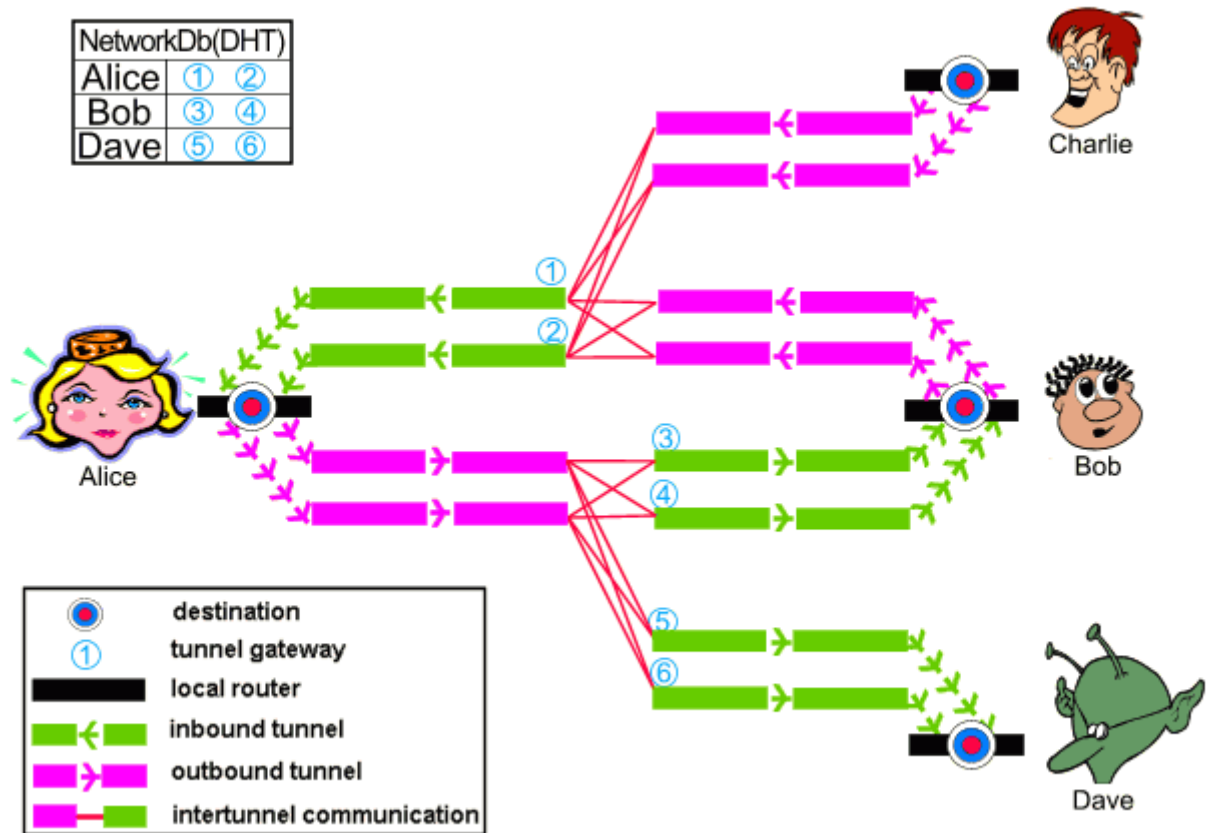 NetworkDb(DHT)
Alice 1 2
Bob 3 4
Dave 5 6
Charlie
1
2
Alice
3
4
Bob
5
6
Dave
destination
1 tunnel gateway
local router
inbound tunnel
outbound tunnel
intertunnel communication